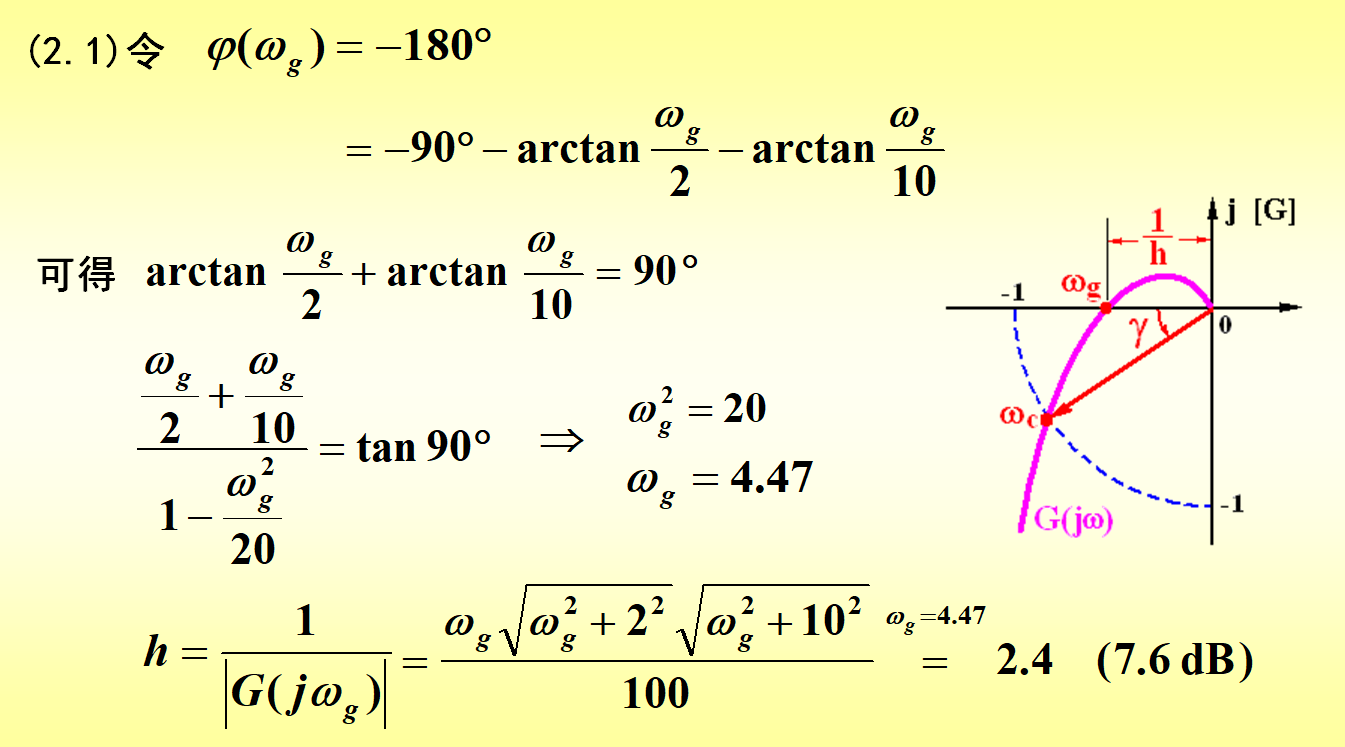 (2.1)令 φ(ω_g) = −180°
= −90° − arctan ω_g/2 − arctan ω_g/10
可得 arctan ω_g/2 + arctan ω_g/10 = 90°
(ω_g/2 + ω_g/10)/(1 − ω_g²/20) = tan 90° ⇒ ω_g² = 20
ω_g = 4.47
h = 1/|G(jω_g)| = ω_g√(ω_g² + 2²)√(ω_g² + 10²)/100 =^{ω_g=4.47} 2.4 (7.6 dB)
j [G]
1/h
-1
ωg
0
γ
ωc
-1
G(jω)